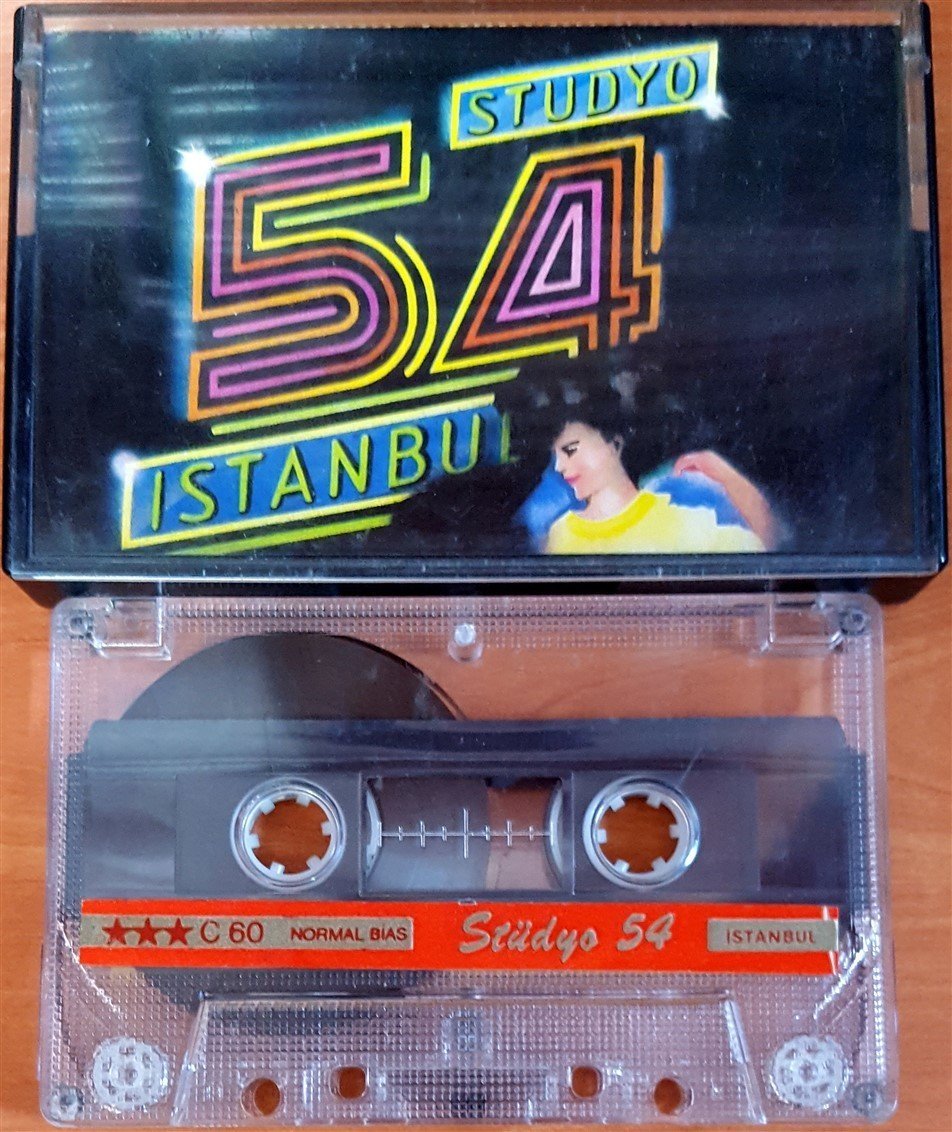 STUDYO
54
ISTANBUL
★★★ C 60 NORMAL BIAS Stüdyo 54 ISTANBUL